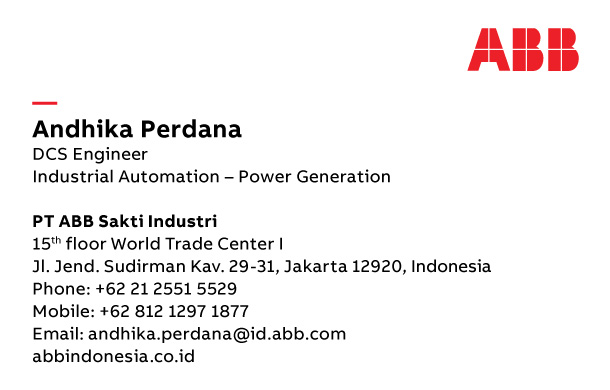 ABB
Andhika Perdana
DCS Engineer
Industrial Automation – Power Generation
PT ABB Sakti Industri
15th floor World Trade Center I
Jl. Jend. Sudirman Kav. 29-31, Jakarta 12920, Indonesia
Phone: +62 21 2551 5529
Mobile: +62 812 1297 1877
Email: andhika.perdana@id.abb.com
abbindonesia.co.id